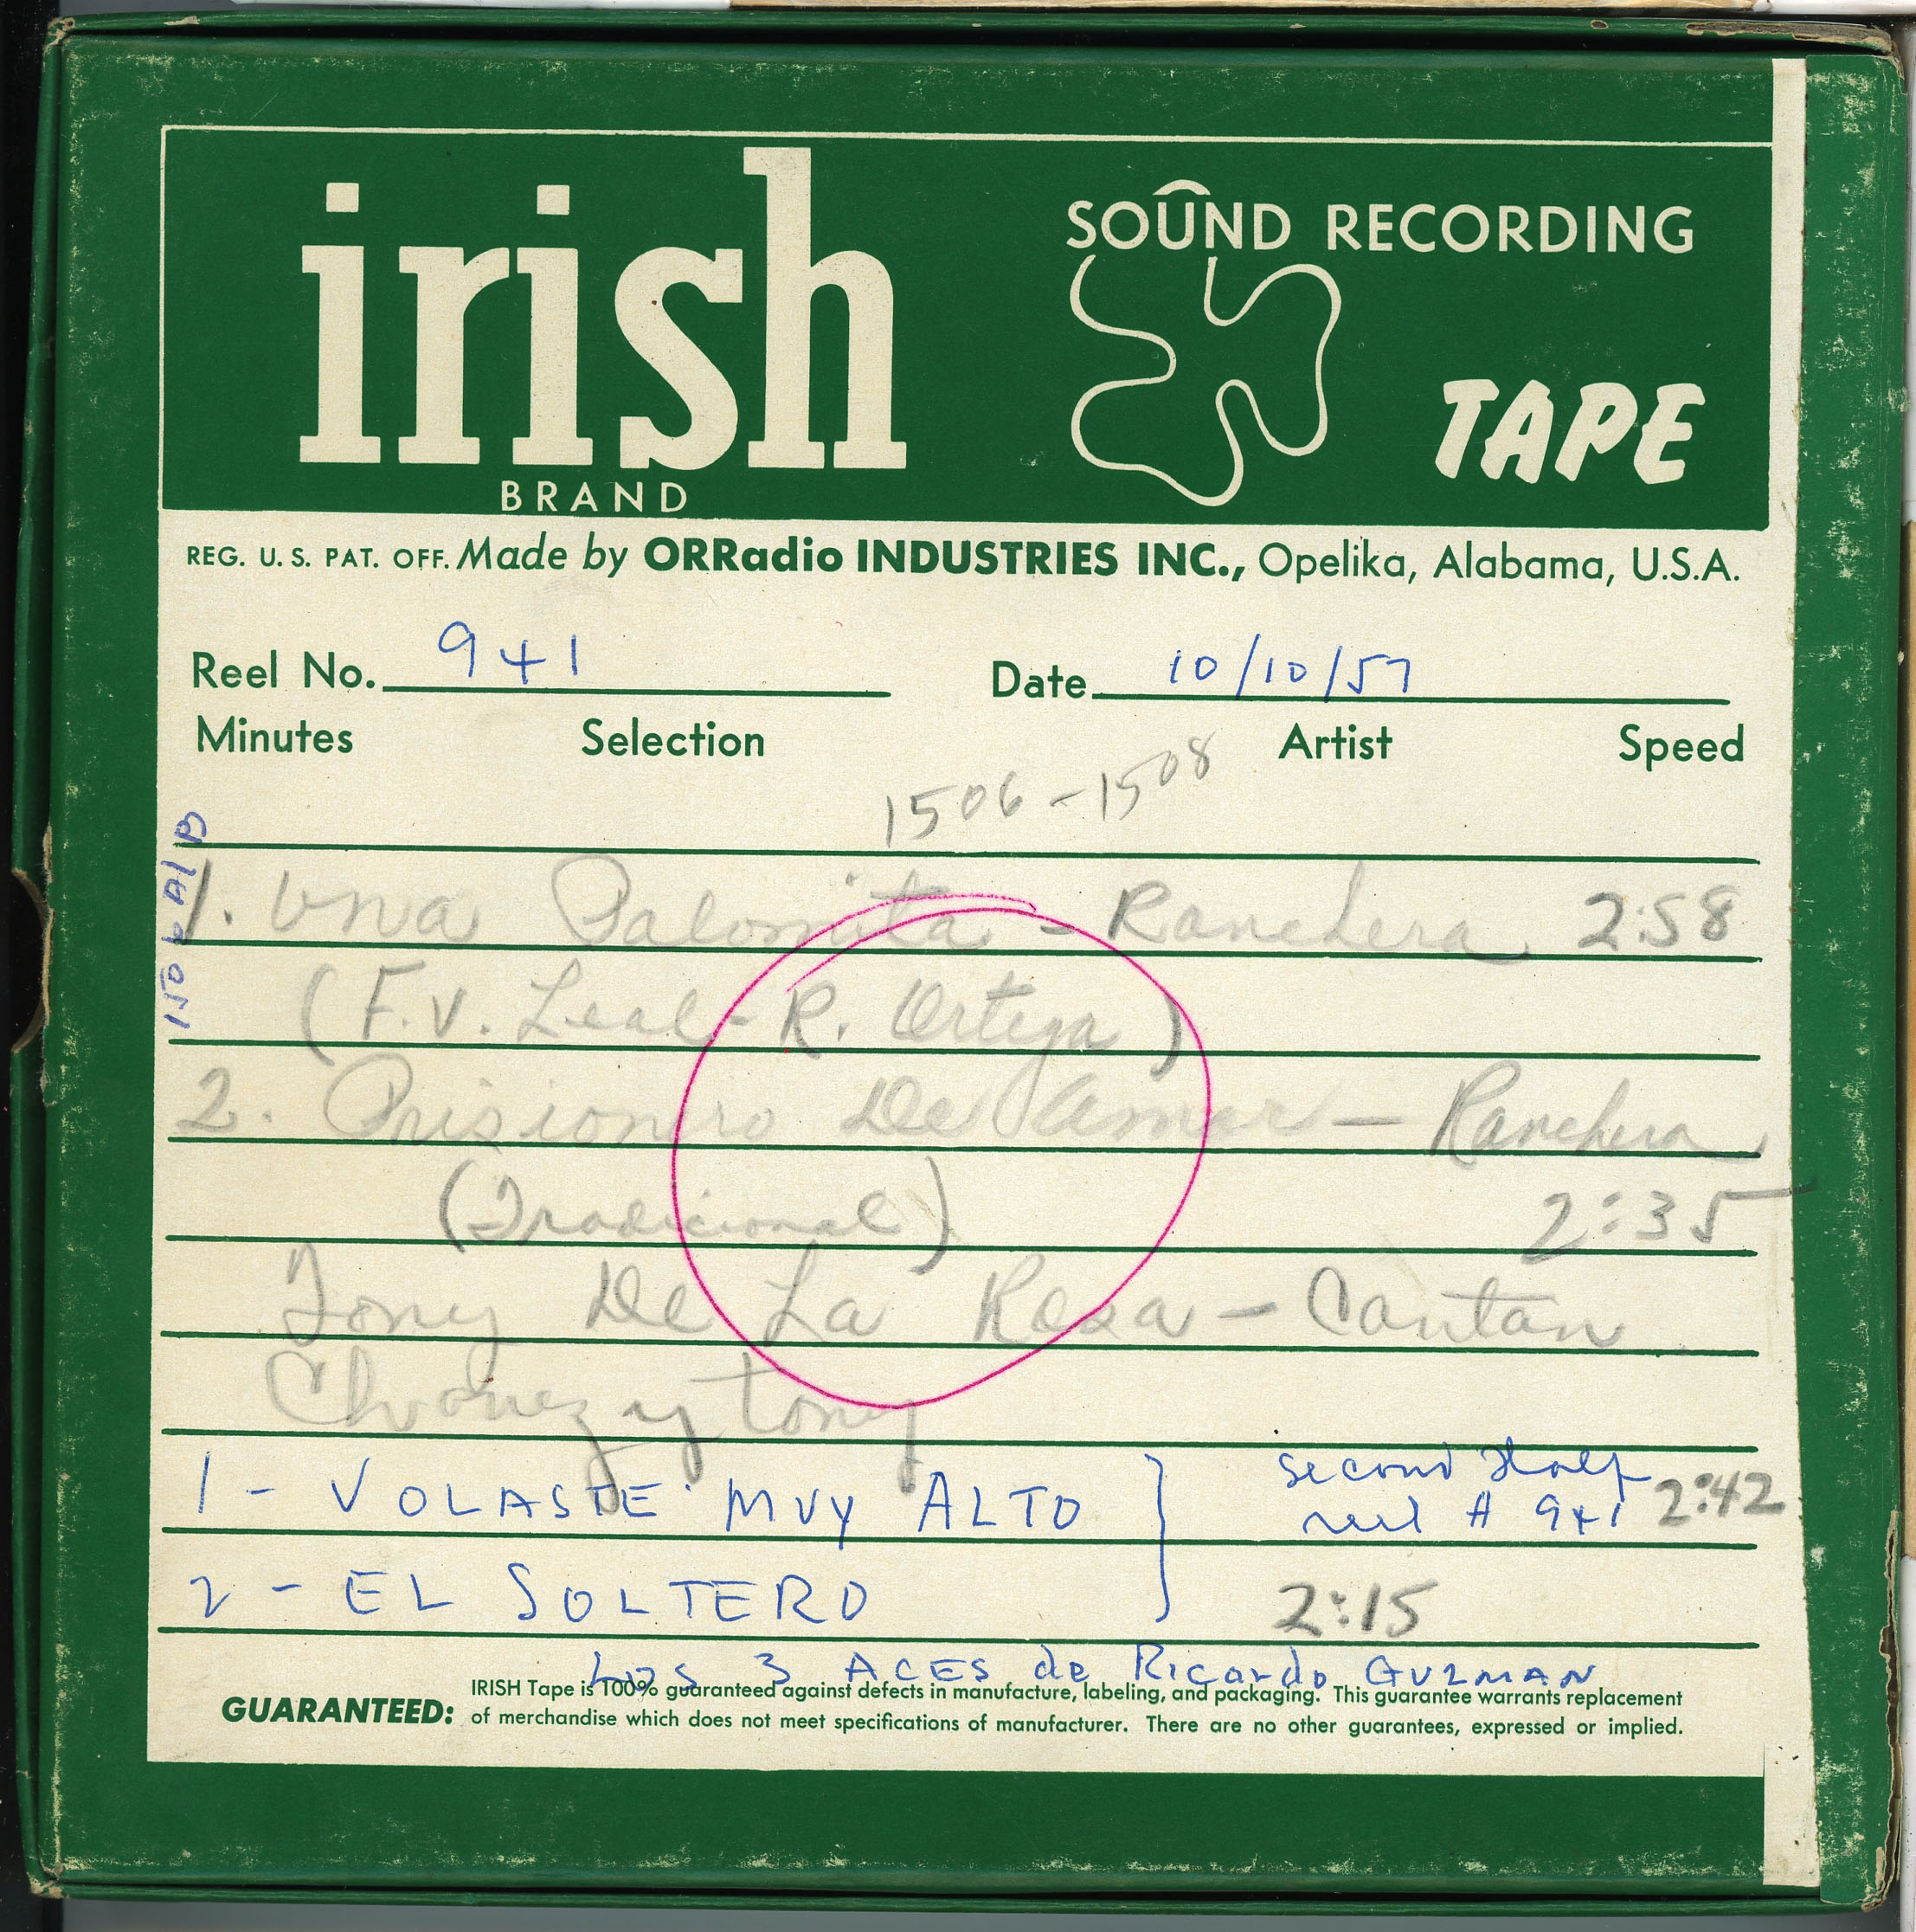 irish
BRAND
SOUND RECORDING
TAPE
REG. U. S. PAT. OFF. Made by ORRadio INDUSTRIES INC., Opelika, Alabama, U.S.A.
Reel No. 941 Date 10/10/57
Minutes Selection Artist Speed
1506-1508
1506 A/B
1. Una Palomita - Ranchera 2:58
(F.V. Leal - R. Ortega)
2. Prisionero De Amor - Ranchera
(Tradicional) 2:35
Tony De La Rosa - Cantan
y Tony
1 - VOLASTE MUY ALTO } second Half 2:42
reel # 941
2 - EL SOLTERO 2:15
Los 3 ACES de Ricardo GUZMAN
GUARANTEED: IRISH Tape is 100% guaranteed against defects in manufacture, labeling, and packaging. This guarantee warrants replacement
of merchandise which does not meet specifications of manufacturer. There are no other guarantees, expressed or implied.